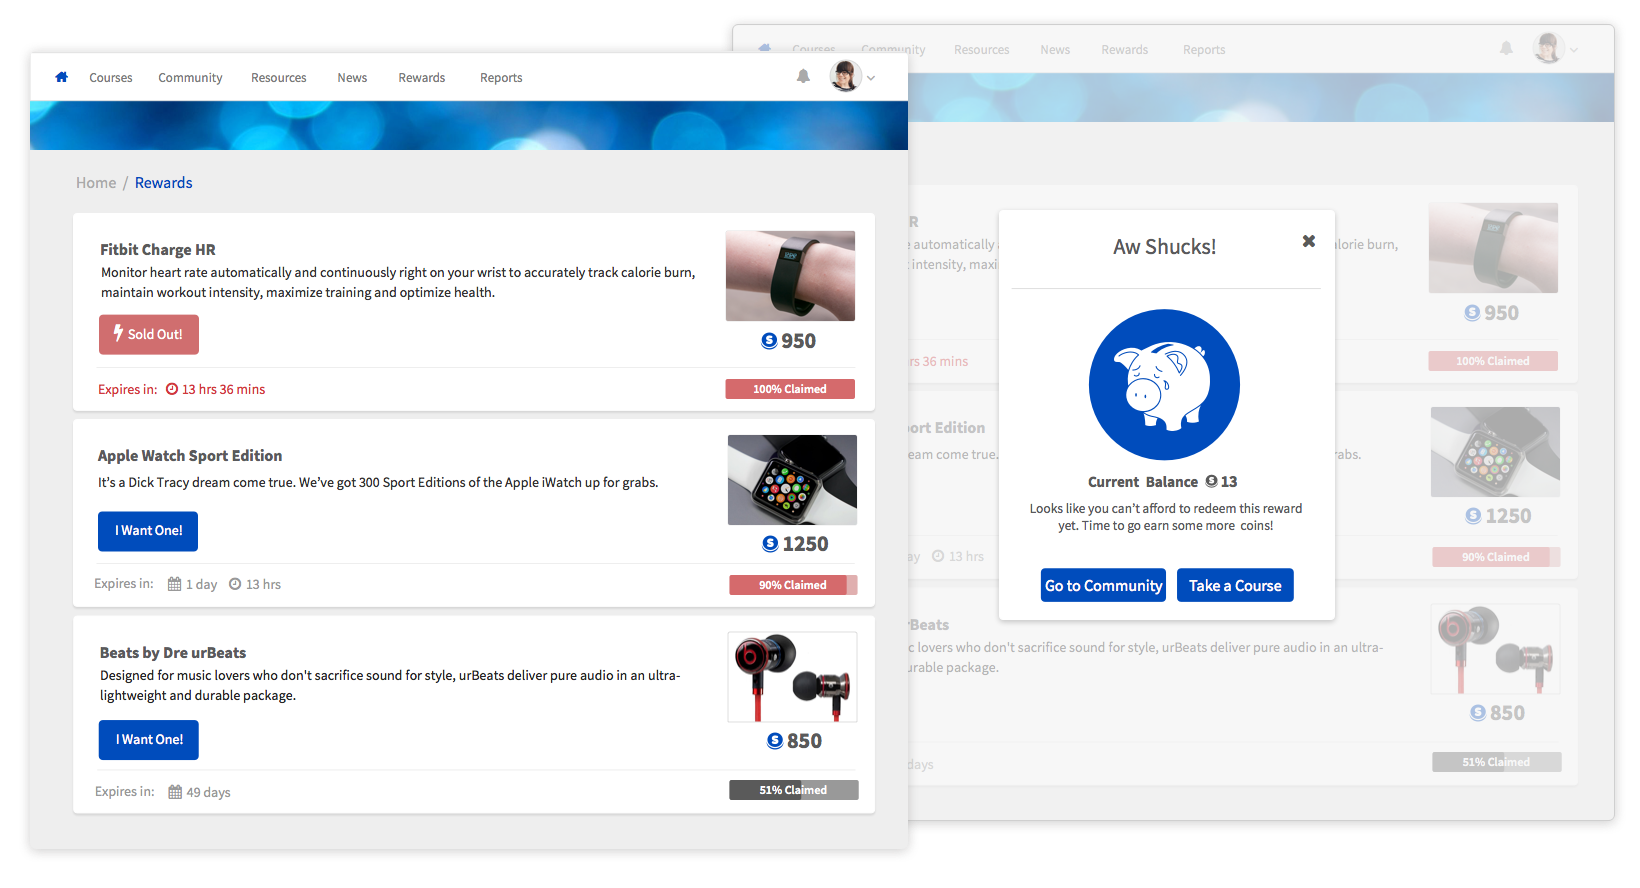 Courses Community Resources News Rewards Reports
Home / Rewards
Fitbit Charge HR
Monitor heart rate automatically and continuously right on your wrist to accurately track calorie burn,
maintain workout intensity, maximize training and optimize health.
Sold Out!
950
Expires in: 13 hrs 36 mins
100% Claimed
Apple Watch Sport Edition
It's a Dick Tracy dream come true. We've got 300 Sport Editions of the Apple iWatch up for grabs.
I Want One!
1250
Expires in: 1 day 13 hrs
90% Claimed
Beats by Dre urBeats
Designed for music lovers who don't sacrifice sound for style, urBeats deliver pure audio in an ultra-
lightweight and durable package.
I Want One!
850
Expires in: 49 days
51% Claimed
Courses Community Resources News Rewards Reports
R
automatically
alorie burn,
intensity, maxi
950
rs 36 mins
100% Claimed
ort Edition
eam come true.
rabs.
1250
ay 13 hrs
90% Claimed
rBeats
c lovers who don't sacrifice sound for style, urBeats deliver pure audio in an ultra-
urable package.
850
days
51% Claimed
Aw Shucks!
Current Balance 13
Looks like you can't afford to redeem this reward
yet. Time to go earn some more coins!
Go to Community
Take a Course